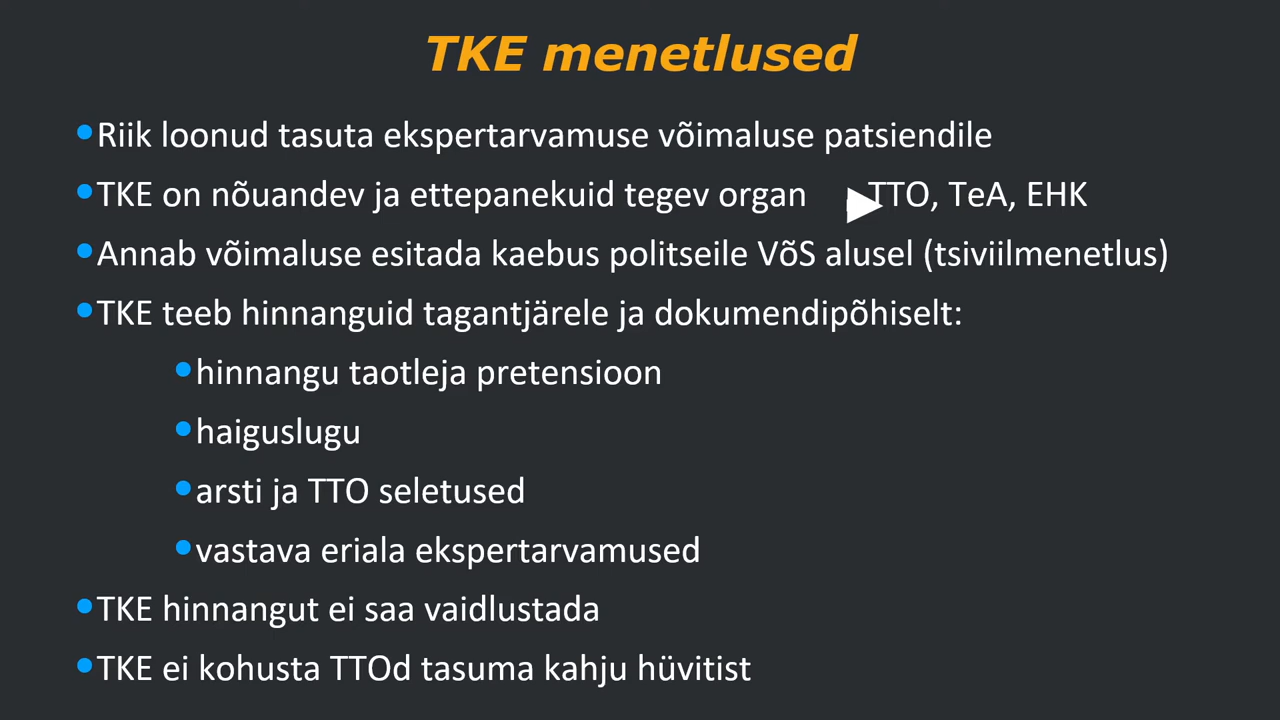 TKE menetlused
•Riik loonud tasuta ekspertarvamuse võimaluse patsiendile
•TKE on nõuandev ja ettepanekuid tegev organ ▶TTO, TeA, EHK
•Annab võimaluse esitada kaebus politseile VõS alusel (tsiviilmenetlus)
•TKE teeb hinnanguid tagantjärele ja dokumendipõhiselt:
•hinnangu taotleja pretensioon
•haiguslugu
•arsti ja TTO seletused
•vastava eriala ekspertarvamused
•TKE hinnangut ei saa vaidlustada
•TKE ei kohusta TTOd tasuma kahju hüvitist